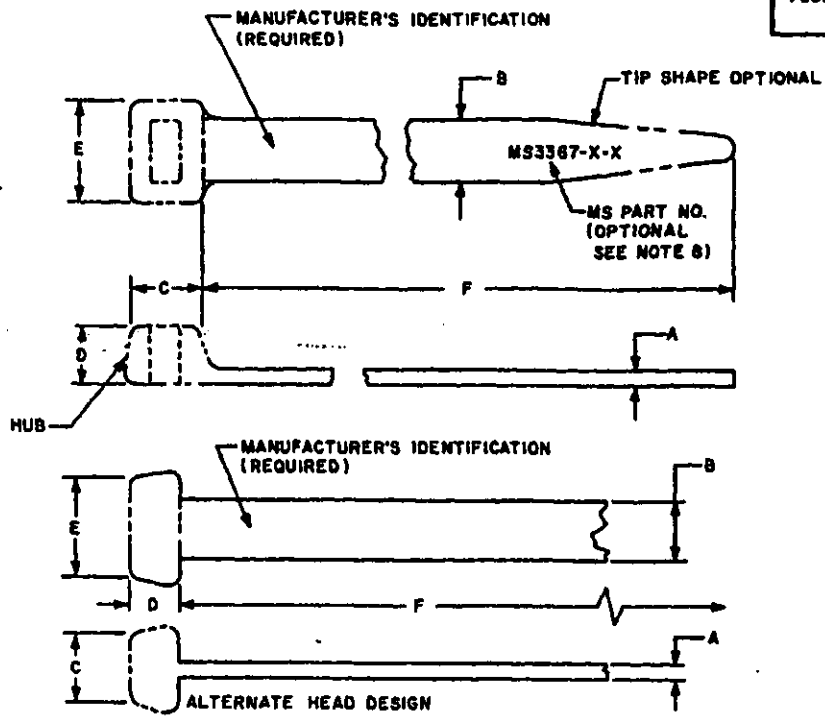 MANUFACTURER'S IDENTIFICATION
(REQUIRED)
B
TIP SHAPE OPTIONAL
E
MS3367-X-X
MS PART NO.
(OPTIONAL
SEE NOTE 8)
C
F
D
A
HUB
MANUFACTURER'S IDENTIFICATION
(REQUIRED)
B
E
D
F
C
A
ALTERNATE HEAD DESIGN